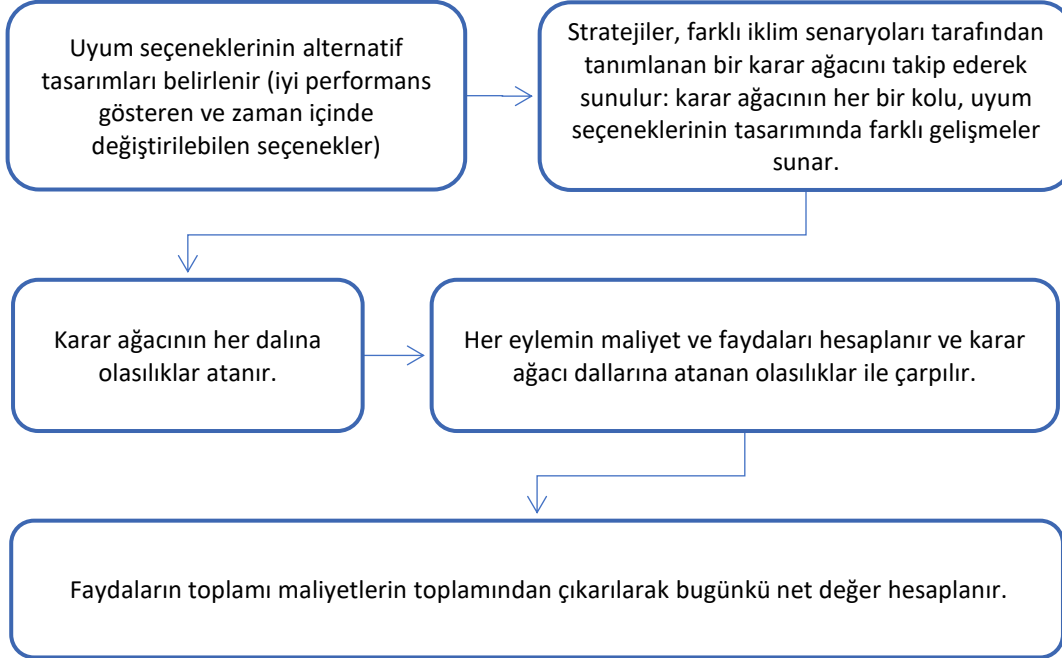 Uyum seçeneklerinin alternatif
tasarımları belirlenir (iyi performans
gösteren ve zaman içinde
değiştirilebilen seçenekler)
Stratejiler, farklı iklim senaryoları tarafından
tanımlanan bir karar ağacını takip ederek
sunulur: karar ağacının her bir kolu, uyum
seçeneklerinin tasarımında farklı gelişmeler
sunar.
Karar ağacının her dalına
olasılıklar atanır.
Her eylemin maliyet ve faydaları hesaplanır ve karar
ağacı dallarına atanan olasılıklar ile çarpılır.
Faydaların toplamı maliyetlerin toplamından çıkarılarak bugünkü net değer hesaplanır.